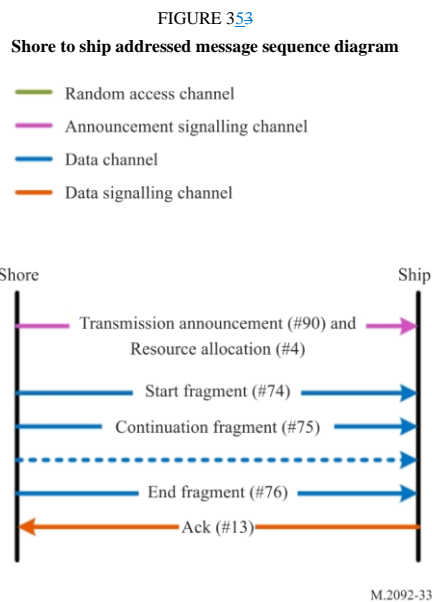 FIGURE 353
Shore to ship addressed message sequence diagram
Random access channel
Announcement signalling channel
Data channel
Data signalling channel
Shore
Ship
Transmission announcement (#90) and
Resource allocation (#4)
Start fragment (#74)
Continuation fragment (#75)
End fragment (#76)
Ack (#13)
M.2092-33